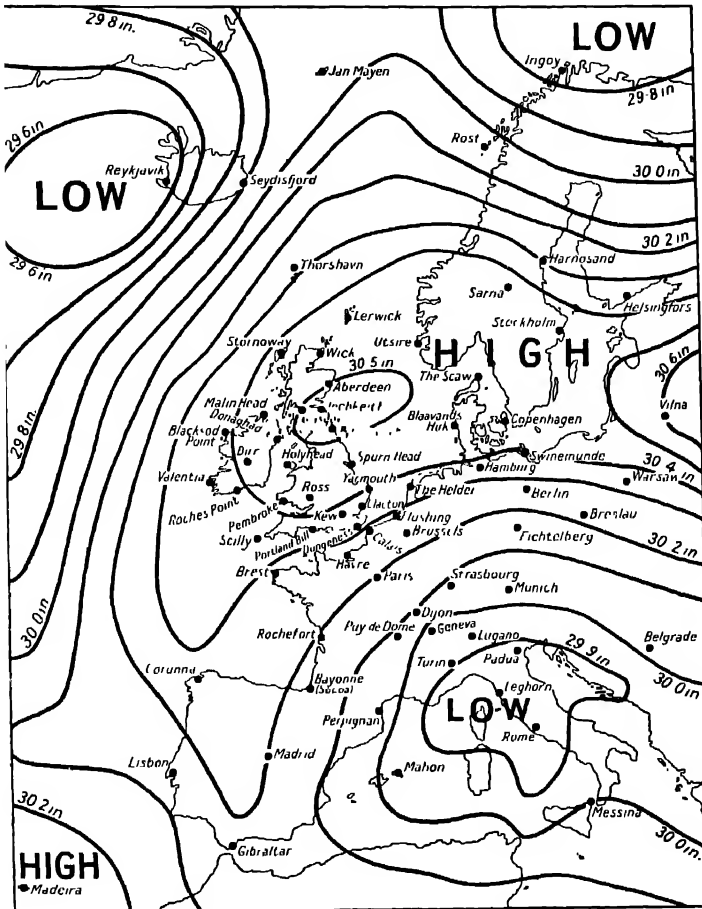 29.8 in.
LOW
Ingoy
Jan Mayen
29.8 in
29.6 in
Rost
30.0 in
Reykjavik
Seydisfjord
LOW
30.2 in
29.6 in
Thorshavn
Harnosand
Sarna
Helsingfors
Lerwick
Stockholm
Stornoway
Wick
Utsire
HIGH
30.5 in
30.6 in
The Scaw
Aberdeen
Malin Head
Inchkeith
29.8 in.
Donaghad
Blaavands
Huk
Copenhagen
Vilna
Blacksod
Point
Birr
Holyhead
Spurn Head
Swinemunde
Hamburg
30.4 in
Valentia
Ross
Yarmouth
The Helder
Berlin
Warsaw
Roches Point
Clacton
Pembroke
Kew
Flushing
Breslau
Scilly
Portland Bill
Dungeness
Calais
Brussels
Fichtelberg
30.2 in
Havre
Brest
Paris
Strasbourg
Munich
30.0 in
Dijon
Rochefort
Puy de Dome
Geneva
Lugano
Belgrade
29.9 in
Padua
Turin
Corunna
Bayonne
(Socoa)
Leghorn
30.0 in
Perpignan
LOW
Rome
Madrid
Lisbon
Mahon
30.2 in
Messina
30.0 in.
Gibraltar
HIGH
Madeira